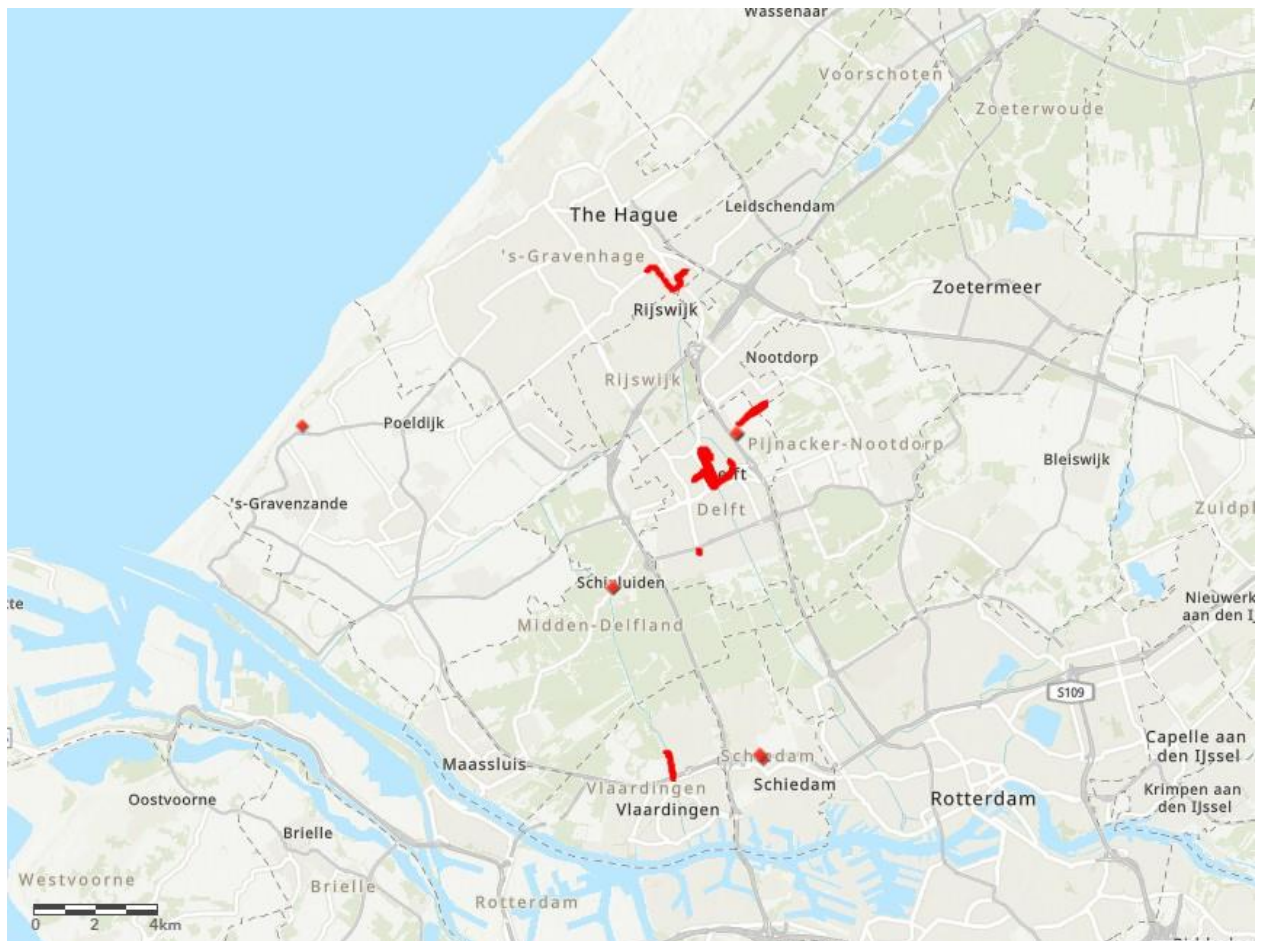 Wassenaar
Voorschoten
Zoeterwoude
The Hague
Leidschendam
's-Gravenhage
Zoetermeer
Rijswijk
Nootdorp
Rijswijk
Poeldijk
Pijnacker-Nootdorp
Bleiswijk
Delft
's-Gravenzande
Zuidpl
Midden-Delfland
Nieuwerk
aan den IJ
S109
Maassluis
Schiedam
Vlaardingen
Schiedam
Vlaardingen
Rotterdam
Capelle aan
den IJssel
Krimpen aan
den IJssel
Oostvoorne
Brielle
Westvoorne
Brielle
Rotterdam
0 2 4km